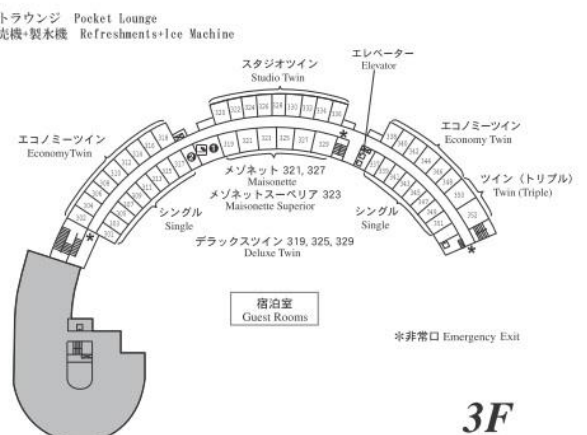 トラウンジ Pocket Lounge
売機+製氷機 Refreshments+Ice Machine
エレベーター
Elevator
スタジオツイン
Studio Twin
エコノミーツイン
EconomyTwin
エコノミーツイン
Economy Twin
ツイン（トリプル）
Twin (Triple)
メゾネット 321, 327
Maisonette
メゾネットスーペリア 323
Maisonette Superior
シングル
Single
シングル
Single
デラックスツイン 319, 325, 329
Deluxe Twin
宿泊室
Guest Rooms
*非常口 Emergency Exit
3F